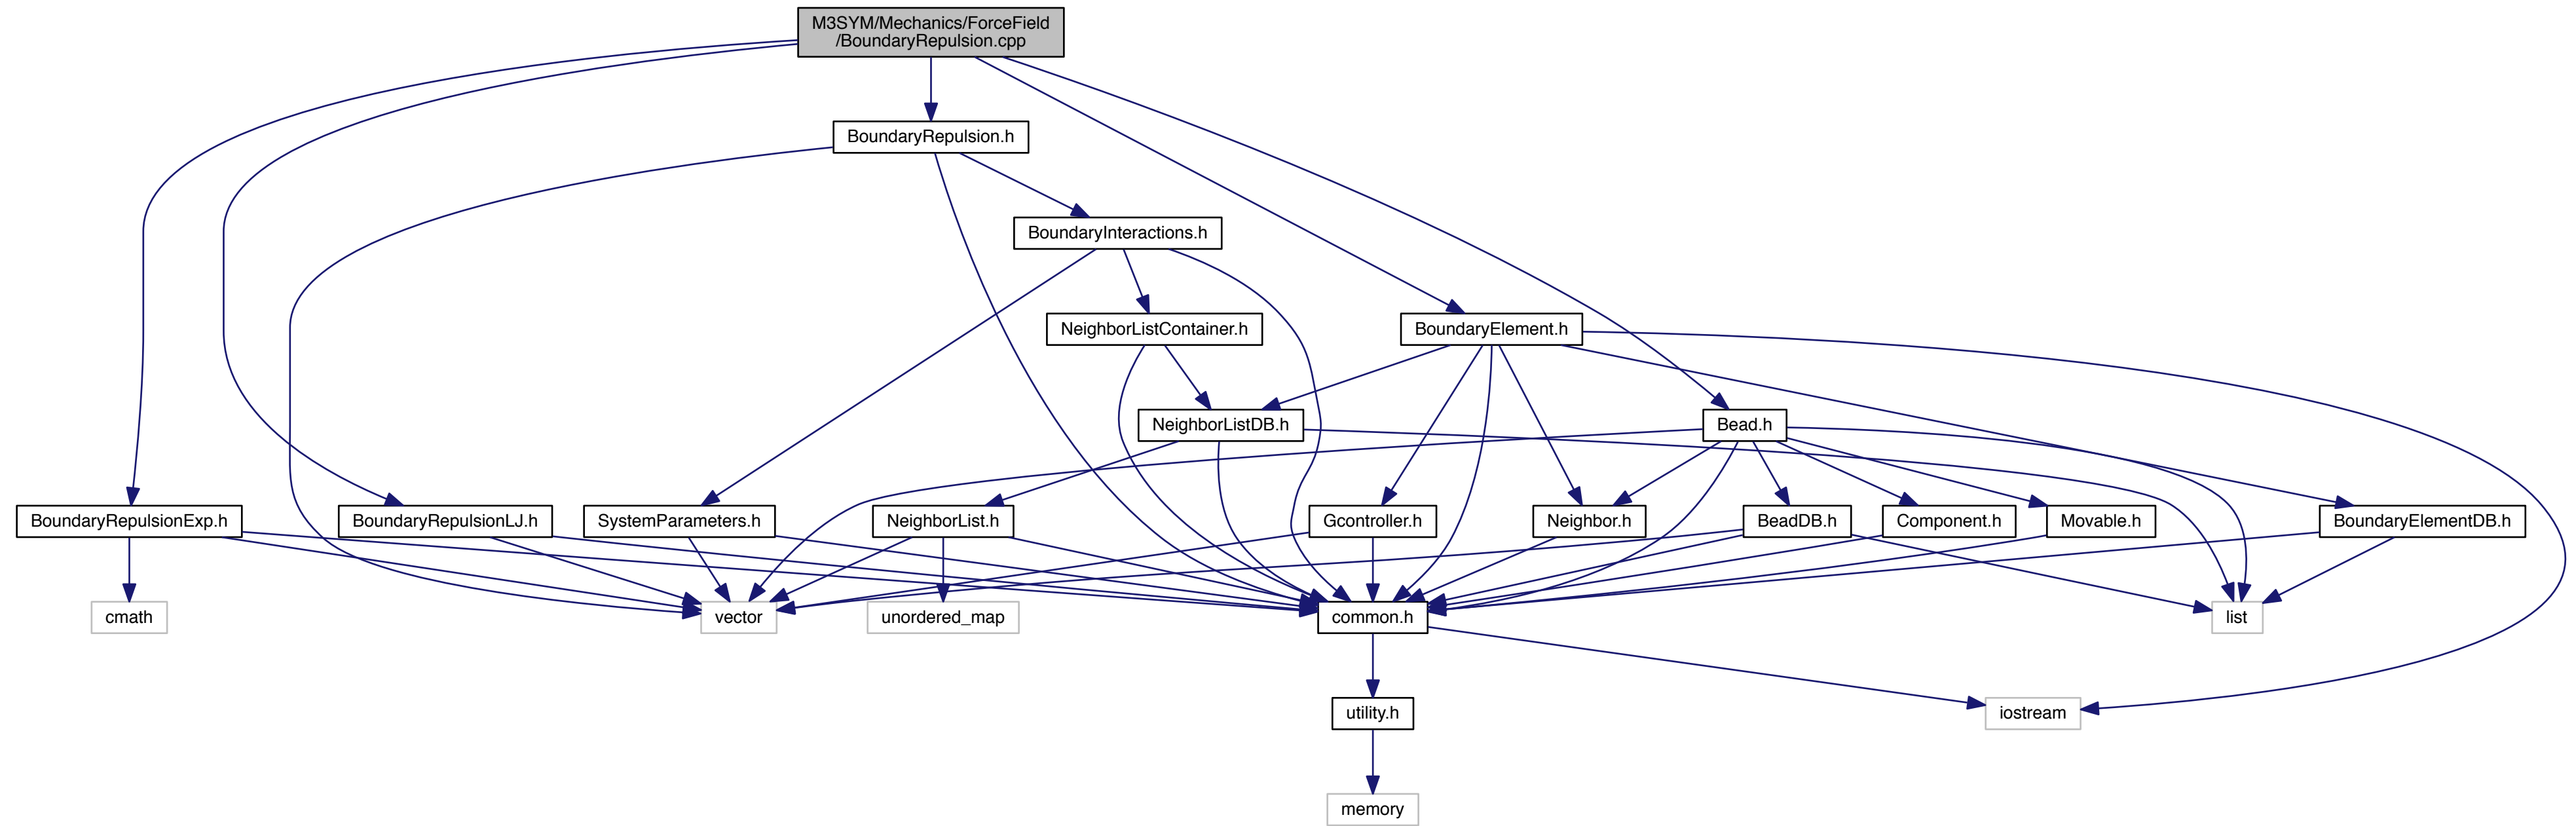 M3SYM/Mechanics/ForceField
/BoundaryRepulsion.cpp
BoundaryRepulsion.h
BoundaryInteractions.h
NeighborListContainer.h
BoundaryElement.h
NeighborListDB.h
Bead.h
BoundaryRepulsionExp.h
BoundaryRepulsionLJ.h
SystemParameters.h
NeighborList.h
Gcontroller.h
Neighbor.h
BeadDB.h
Component.h
Movable.h
BoundaryElementDB.h
cmath
vector
unordered_map
common.h
list
utility.h
iostream
memory